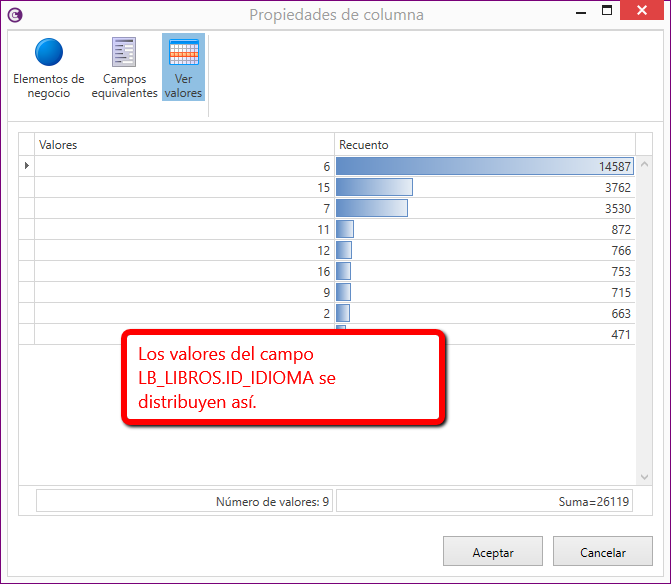 Propiedades de columna
Elementos de negocio
Campos equivalentes
Ver valores
Valores Recuento
6 14587
15 3762
7 3530
11 872
12 766
16 753
9 715
2 663
471
Los valores del campo
LB_LIBROS.ID_IDIOMA se
distribuyen así.
Número de valores: 9 Suma=26119
Aceptar Cancelar